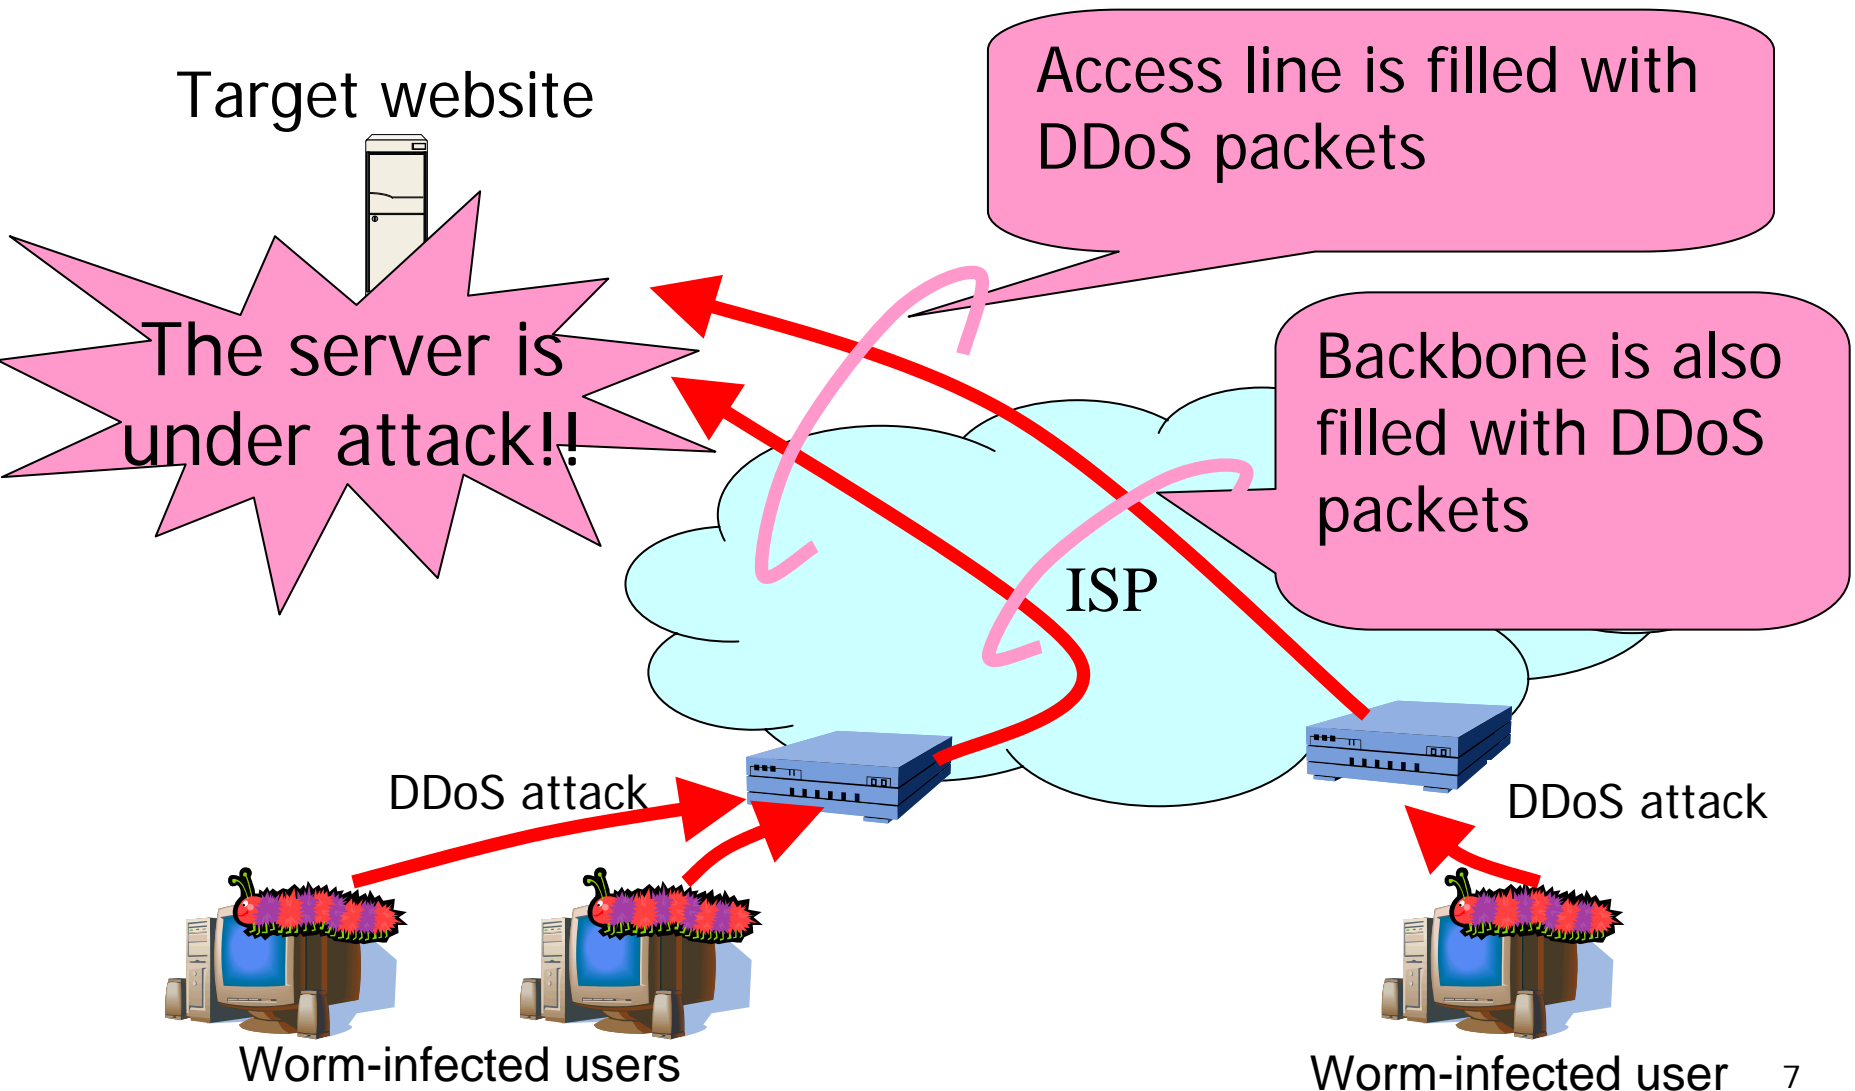 Target website
Access line is filled with
DDoS packets
The server is
under attack!!
Backbone is also
filled with DDoS
packets
ISP
DDoS attack
DDoS attack
Worm-infected users
Worm-infected user
7